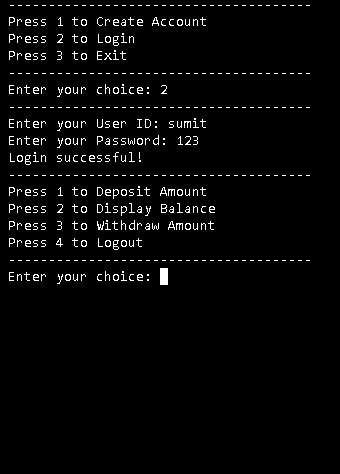 --------------------------------------
Press 1 to Create Account
Press 2 to Login
Press 3 to Exit
--------------------------------------
Enter your choice: 2
--------------------------------------
Enter your User ID: sumit
Enter your Password: 123
Login successful!
--------------------------------------
Press 1 to Deposit Amount
Press 2 to Display Balance
Press 3 to Withdraw Amount
Press 4 to Logout
--------------------------------------
Enter your choice: